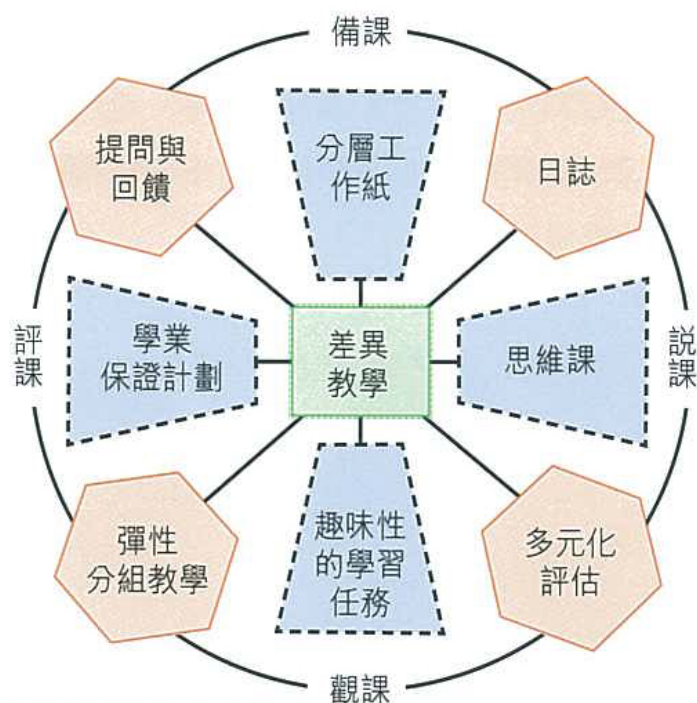 備課
提問與
回饋
分層工
作紙
日誌
評課
學業
保證計劃
差異
教學
思維課
説課
彈性
分組教學
趣味性
的學習
任務
多元化
評估
觀課